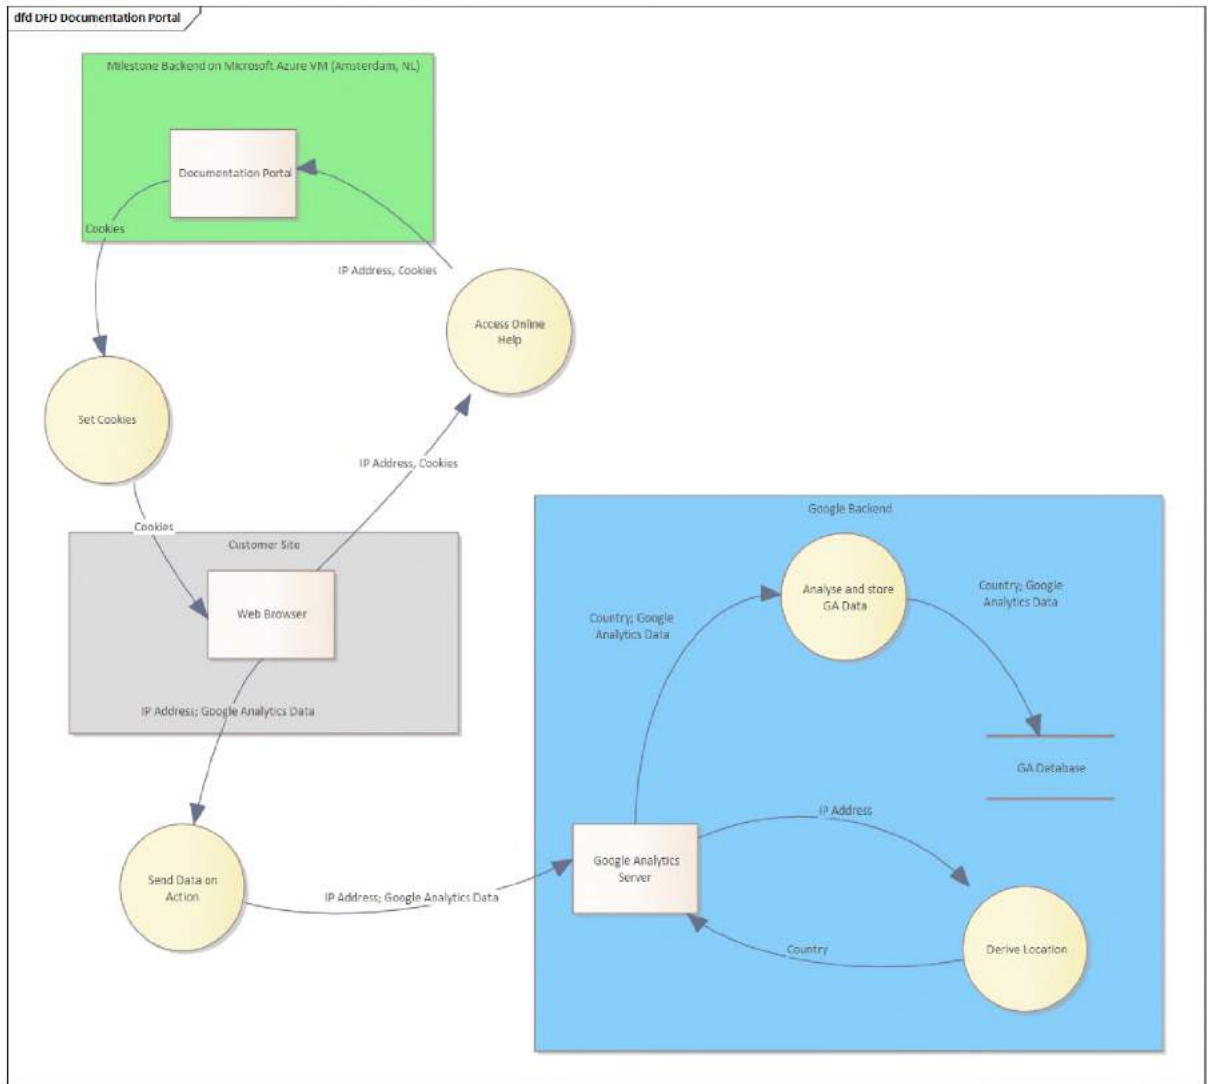 dfd DFD Documentation Portal
Milestone Backend on Microsoft Azure VM (Amsterdam, NL)
Documentation Portal
Cookies
IP Address, Cookies
Access Online
Help
Set Cookies
IP Address, Cookies
Cookies
Customer Site
Web Browser
IP Address; Google Analytics Data
Google Backend
Analyse and store
GA Data
Country; Google
Analytics Data
Country; Google
Analytics Data
GA Database
IP Address
Google Analytics
Server
Send Data on
Action
IP Address; Google Analytics Data
Country
Derive Location